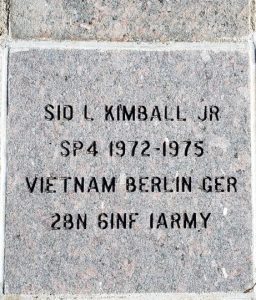 SID L KIMBALL JR
SP4 1972-1975
VIETNAM BERLIN GER
28N 6INF 1ARMY